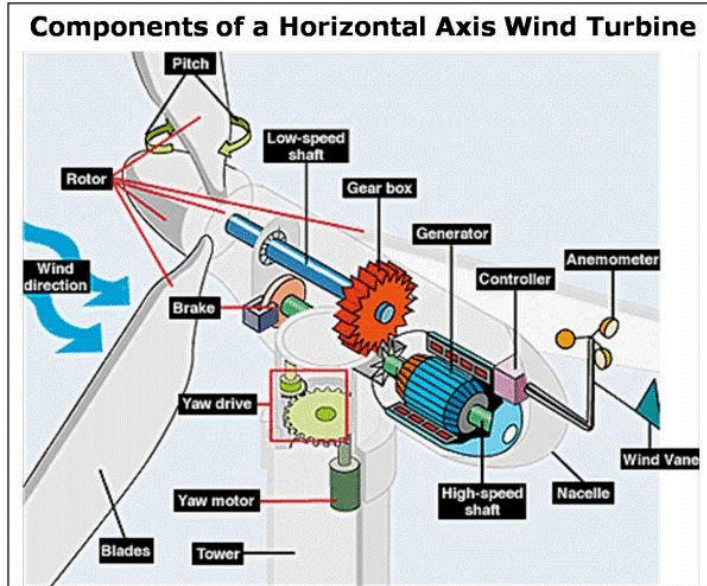 Components of a Horizontal Axis Wind Turbine
Pitch
Low-speed
shaft
Rotor
Gear box
Generator
Anemometer
Controller
Wind
direction
Brake
Yaw drive
Wind Vane
Yaw motor
High-speed
shaft
Nacelle
Blades
Tower